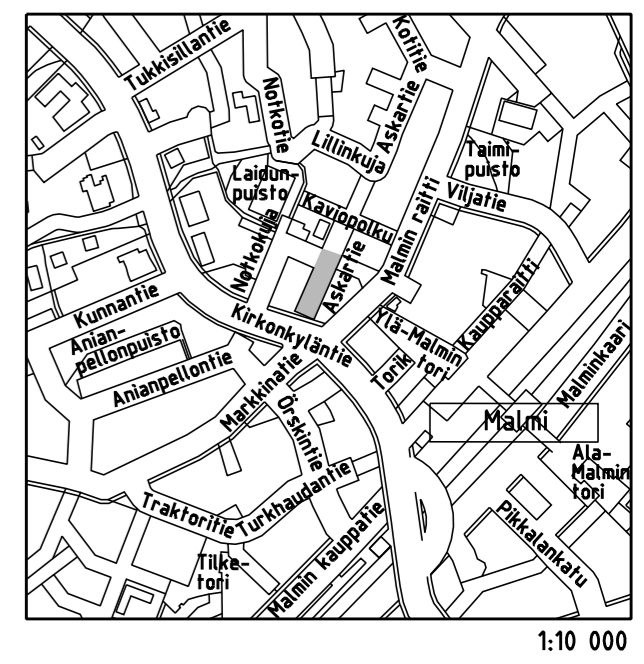 Tukkisillantie
Kotitie
Notkotie
Askartie
Lillinkuja
Taimi-
puisto
Laidun-
puisto
Viljatie
Kaviopolku
Malmin raitti
Notkokuja
Askartie
Kauppar­aitti
Kunnantie
Kirkonkyläntie
Anian-
pellonpuisto
Ylä-Malmin
tori
Torik
Malminkaari
Anianpellontie
Markkinatie
Örskintie
Malmi
Ala-
Malmin
tori
Traktoritie
Turkhaudantie
Pikkalankatu
Malmin kauppatie
Tilke-
tori
1:10 000